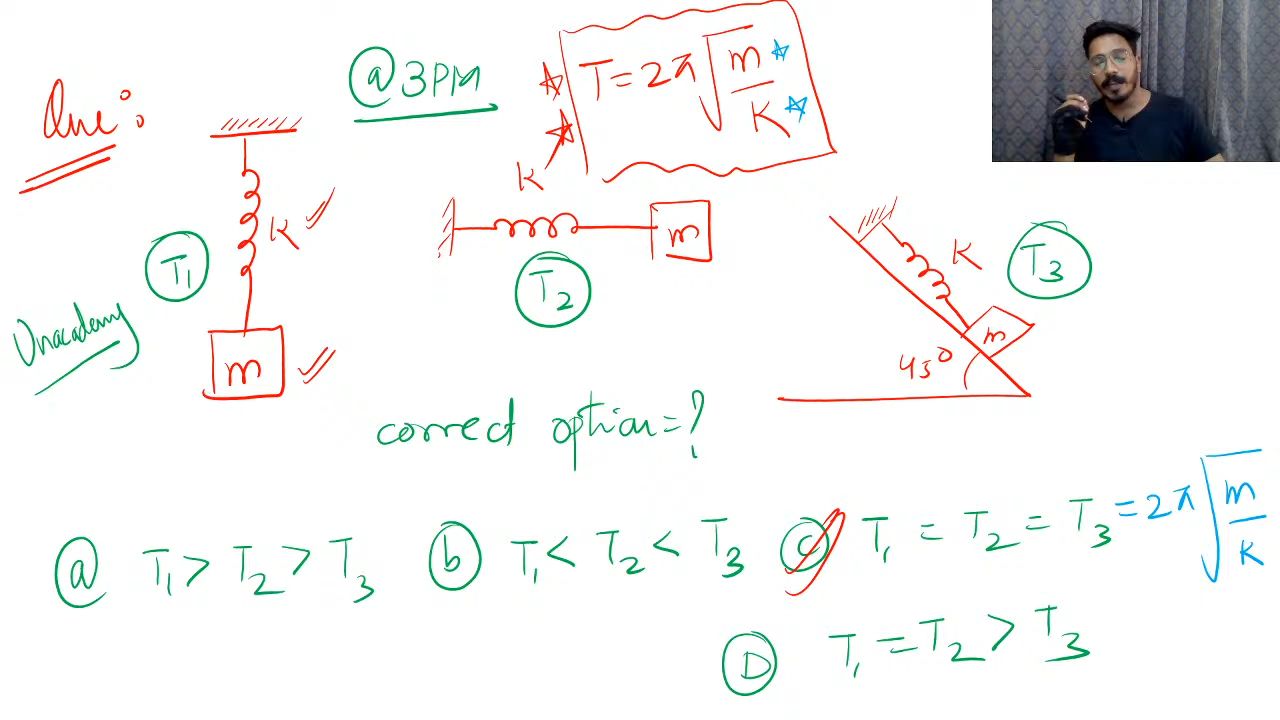 Que:
@3PM
T = 2π √m/K
K
K
m
T₁
m
T₂
K
m
T₃
45°
Unacademy
correct option = ?
(a) T₁ > T₂ > T₃
(b) T₁ < T₂ < T₃
(c) T₁ = T₂ = T₃ = 2π √m/K
(D) T₁ = T₂ > T₃